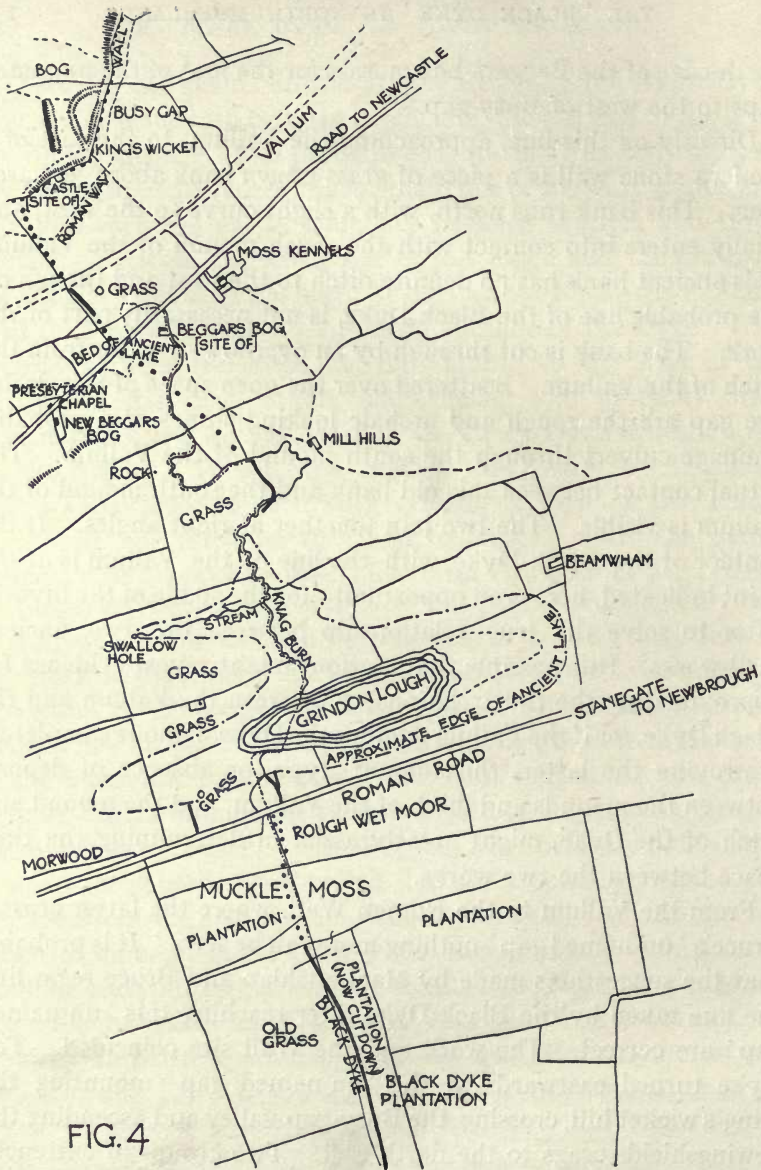 WALL
BOG
BUSY GAP
KING'S WICKET
CASTLE
[SITE OF]
ROMAN WAY
VALLUM
ROAD TO NEWCASTLE
MOSS KENNELS
GRASS
BEGGARS BOG
[SITE OF]
BED OF ANCIENT
LAKE
PRESBYTERIAN
CHAPEL
NEW BEGGARS
BOG
MILL HILLS
ROCK
GRASS
BEAMWHAM
KNAG BURN
STREAM
SWALLOW
HOLE
GRASS
GRASS
GRINDON LOUGH
APPROXIMATE EDGE OF ANCIENT LAKE
STANEGATE
TO NEWBROUGH
GRASS
ROMAN ROAD
ROUGH WET MOOR
MORWOOD
MUCKLE MOSS
PLANTATION
PLANTATION
PLANTATION
(NOW CUT DOWN)
OLD
GRASS
BLACK DYKE
BLACK DYKE
PLANTATION
FIG. 4